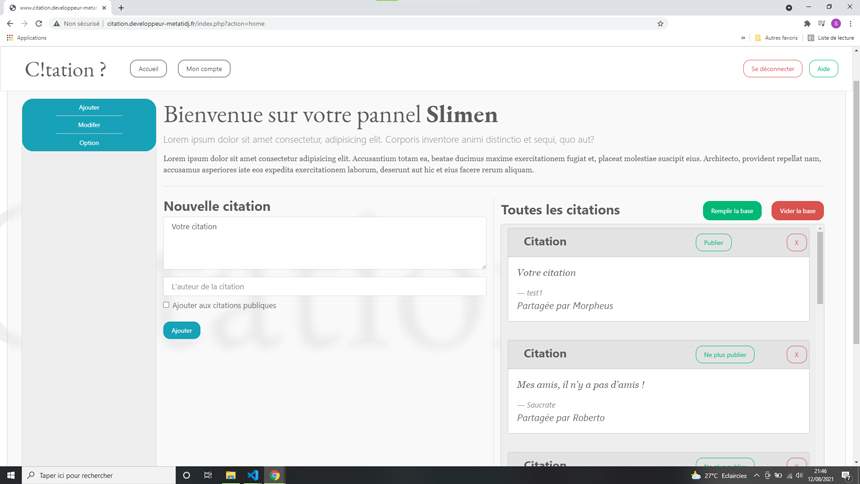 www.citation.developpeur-metatidj
Non sécurisé | citation.developpeur-metatidj.fr/index.php?action=home
Applications
»
Autres favoris
Liste de lecture
C!tation ?
Accueil
Mon compte
Se déconnecter
Aide
Ajouter
Modifer
Option
Bienvenue sur votre pannel Slimen
Lorem ipsum dolor sit amet consectetur, adipisicing elit. Corporis inventore animi distinctio et sequi, quo aut?
Lorem ipsum dolor sit amet consectetur adipisicing elit. Accusantium totam ea, beatae ducimus maxime exercitationem fugiat et, placeat molestiae suscipit eius. Architecto, provident repellat nam,
accusamus asperiores iste eos expedita exercitationem laborum, deserunt aut hic et eius facere rerum aliquam.
Nouvelle citation
Votre citation
L'auteur de la citation
Ajouter aux citations publiques
Ajouter
Toutes les citations
Remplir la base
Vider la base
Citation
Publier
X
Votre citation
— test1
Partagée par Morpheus
Citation
Ne plus publier
X
Mes amis, il n'y a pas d'amis !
— Saucrate
Partagée par Roberto
Citation
Ne plus publier
X
Taper ici pour rechercher
27°C Eclaircies
21:46
12/08/2021